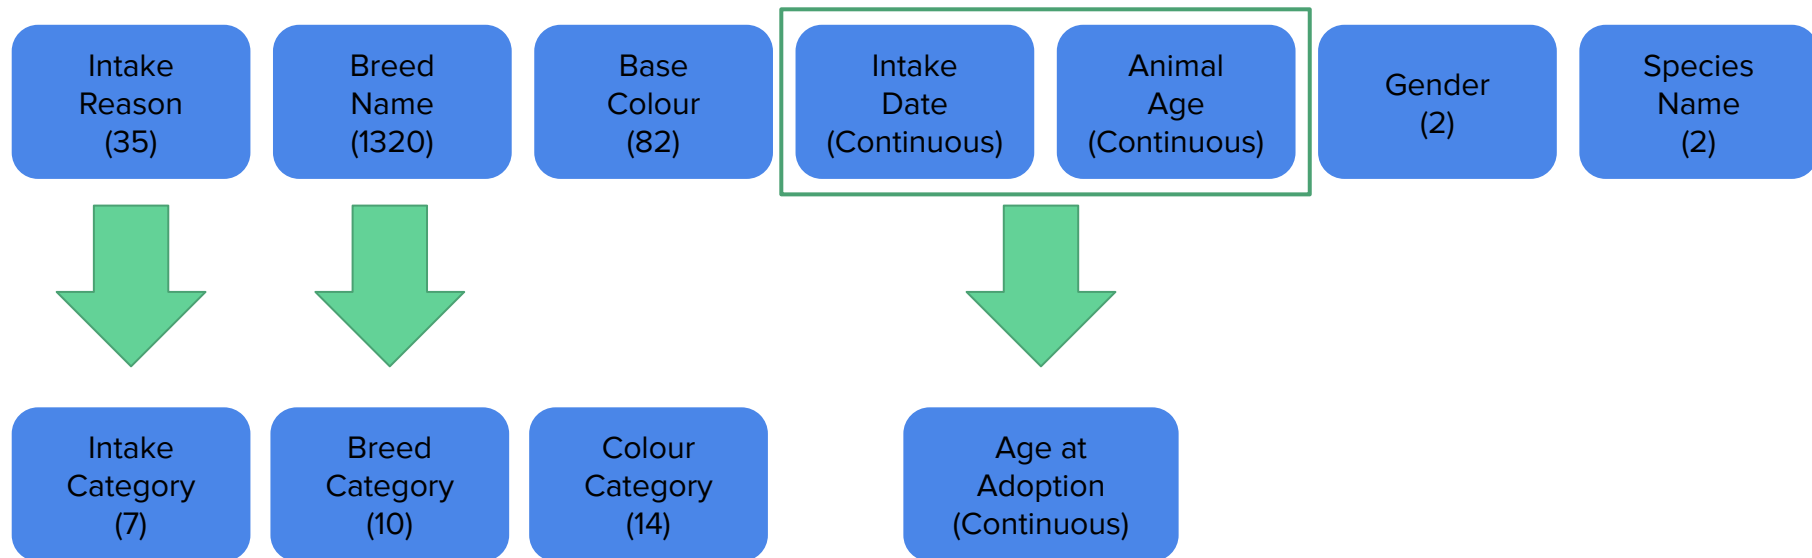 Intake
Reason
(35)
Breed
Name
(1320)
Base
Colour
(82)
Intake
Date
(Continuous)
Animal
Age
(Continuous)
Gender
(2)
Species
Name
(2)
Intake
Category
(7)
Breed
Category
(10)
Colour
Category
(14)
Age at
Adoption
(Continuous)